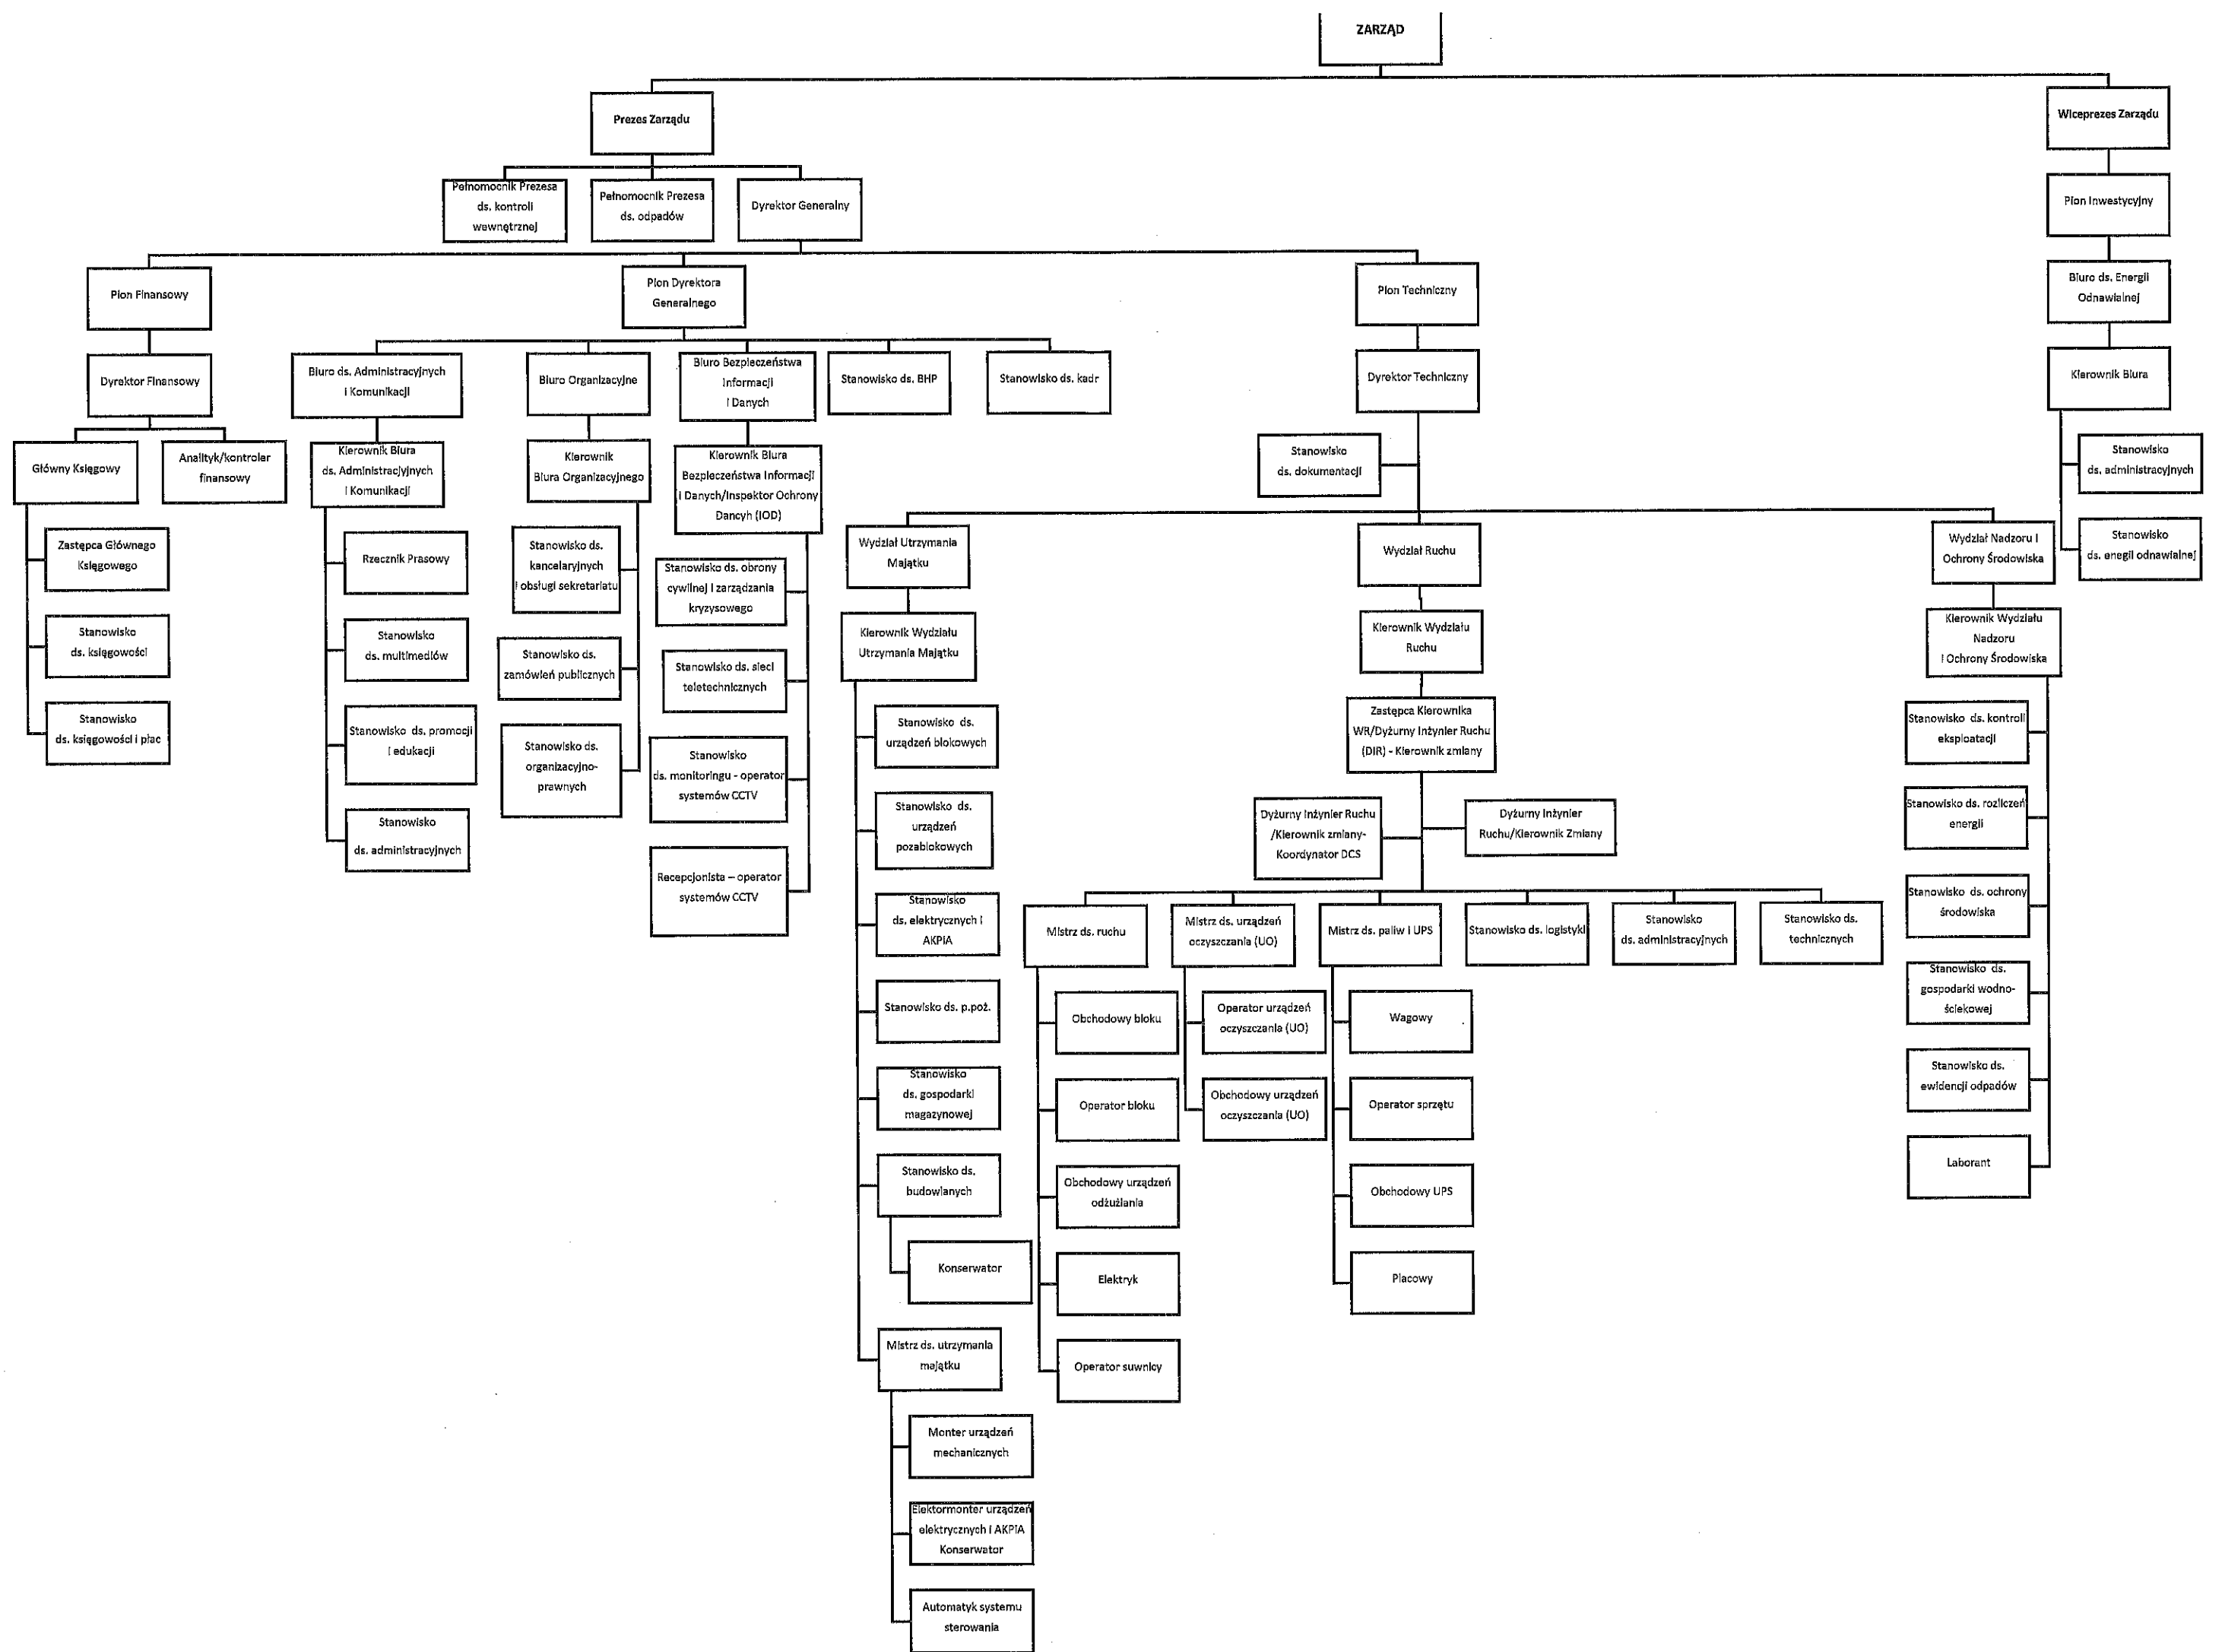 ZARZĄD
Prezes Zarządu
Wiceprezes Zarządu
Pełnomocnik Prezesa
ds. kontroli
wewnętrznej
Pełnomocnik Prezesa
ds. odpadów
Dyrektor Generalny
Pion Inwestycyjny
Pion Finansowy
Pion Dyrektora
Generalnego
Pion Techniczny
Biuro ds. Energii
Odnawialnej
Dyrektor Finansowy
Biuro ds. Administracyjnych
i Komunikacji
Biuro Organizacyjne
Biuro Bezpieczeństwa
Informacji
i Danych
Stanowisko ds. BHP
Stanowisko ds. kadr
Dyrektor Techniczny
Kierownik Biura
Główny Księgowy
Analityk/kontroler
finansowy
Kierownik Biura
ds. Administracjyjnych
i Komunikacji
Kierownik
Biura Organizacyjnego
Kierownik Biura
Bezpieczeństwa Informacji
i Danych/Inspektor Ochrony
Dancyh (IOD)
Stanowisko
ds. dokumentacji
Stanowisko
ds. administracyjnych
Stanowisko
ds. enegii odnawialnej
Zastępca Głównego
Księgowego
Stanowisko
ds. księgowości
Stanowisko
ds. księgowości i płac
Rzecznik Prasowy
Stanowisko
ds. multimediów
Stanowisko ds. promocji
i edukacji
Stanowisko
ds. administracyjnych
Stanowisko ds.
kancelaryjnych
i obsługi sekretariatu
Stanowisko ds.
zamówień publicznych
Stanowisko ds.
organizacyjno-
prawnych
Stanowisko ds. obrony
cywilnej i zarządzania
kryzysowego
Stanowisko ds. sieci
teletechnicznych
Stanowisko
ds. monitoringu - operator
systemów CCTV
Recepcjonista – operator
systemów CCTV
Wydział Utrzymania
Majątku
Wydział Ruchu
Wydział Nadzoru i
Ochrony Środowiska
Kierownik Wydziału
Utrzymania Majątku
Kierownik Wydziału
Ruchu
Kierownik Wydziału
Nadzoru
i Ochrony Środowiska
Stanowisko ds.
urządzeń blokowych
Stanowisko ds.
urządzeń
pozablokowych
Stanowisko
ds. elektrycznych i
AKPIA
Stanowisko ds. p.poż.
Stanowisko
ds. gospodarki
magazynowej
Stanowisko ds.
budowlanych
Konserwator
Mistrz ds. utrzymania
majątku
Monter urządzeń
mechanicznych
Elektormonter urządzeń
elektrycznych i AKPIA
Konserwator
Automatyk systemu
sterowania
Zastępca Kierownika
WR/Dyżurny Inżynier Ruchu
(DIR) - Kierownik zmiany
Dyżurny Inżynier Ruchu
/Kierownik zmiany-
Koordynator DCS
Dyżurny Inżynier
Ruchu/Kierownik Zmiany
Mistrz ds. ruchu
Mistrz ds. urządzeń
oczyszczania (UO)
Mistrz ds. paliw i UPS
Stanowisko ds. logistyki
Stanowisko
ds. administracyjnych
Stanowisko ds.
technicznych
Obchodowy bloku
Operator bloku
Obchodowy urządzeń
odżużlania
Elektryk
Operator suwnicy
Operator urządzeń
oczyszczania (UO)
Obchodowy urządzeń
oczyszczania (UO)
Wagowy
Operator sprzętu
Obchodowy UPS
Placowy
Stanowisko ds. kontroli
eksploatacji
Stanowisko ds. rozliczeń
energii
Stanowisko ds. ochrony
środowiska
Stanowisko ds.
gospodarki wodno-
ściekowej
Stanowisko ds.
ewidencji odpadów
Laborant